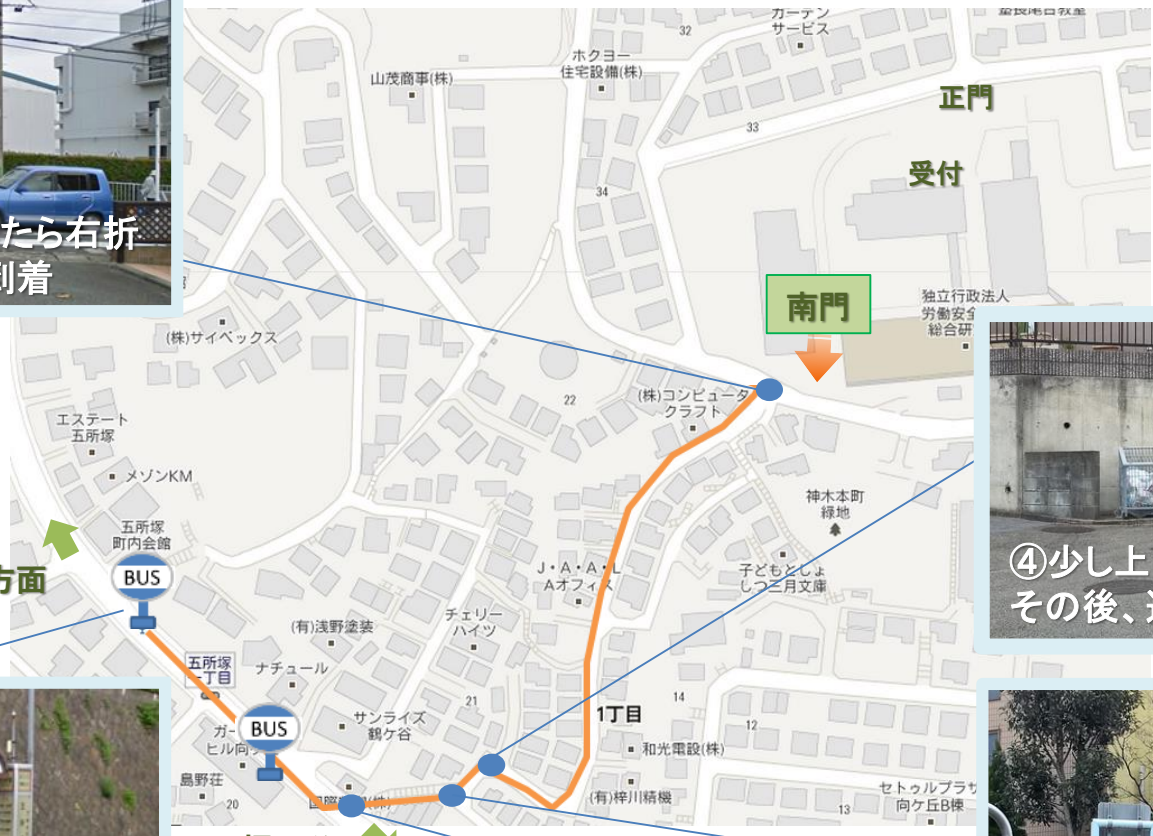 たら右折
到着
山茂商事(株)
ホクヨー
住宅設備(株)
ガーデン
サービス
32
33
34
正門
受付
南門
独立行政法人
労働安全
総合研
(株)サイベックス
22
(株)コンピュータ
クラフト
エステート
五所塚
メゾンKM
五所塚
町内会館
BUS
方面
神木本町
緑地
子どもとしょ
しつ三月文庫
④少し上
その後、
J・A・A・L
Aオフィス
チェリー
ハイツ
(有)浅野塗装
ナチュール
五所塚
一丁目
BUS
ガー
ヒル向
サンライズ
鶴ケ谷
21
島野荘
20
1丁目
14
12
和光電設(株)
(有)梓川精機
13
セトゥルプラザ
向ケ丘B棟